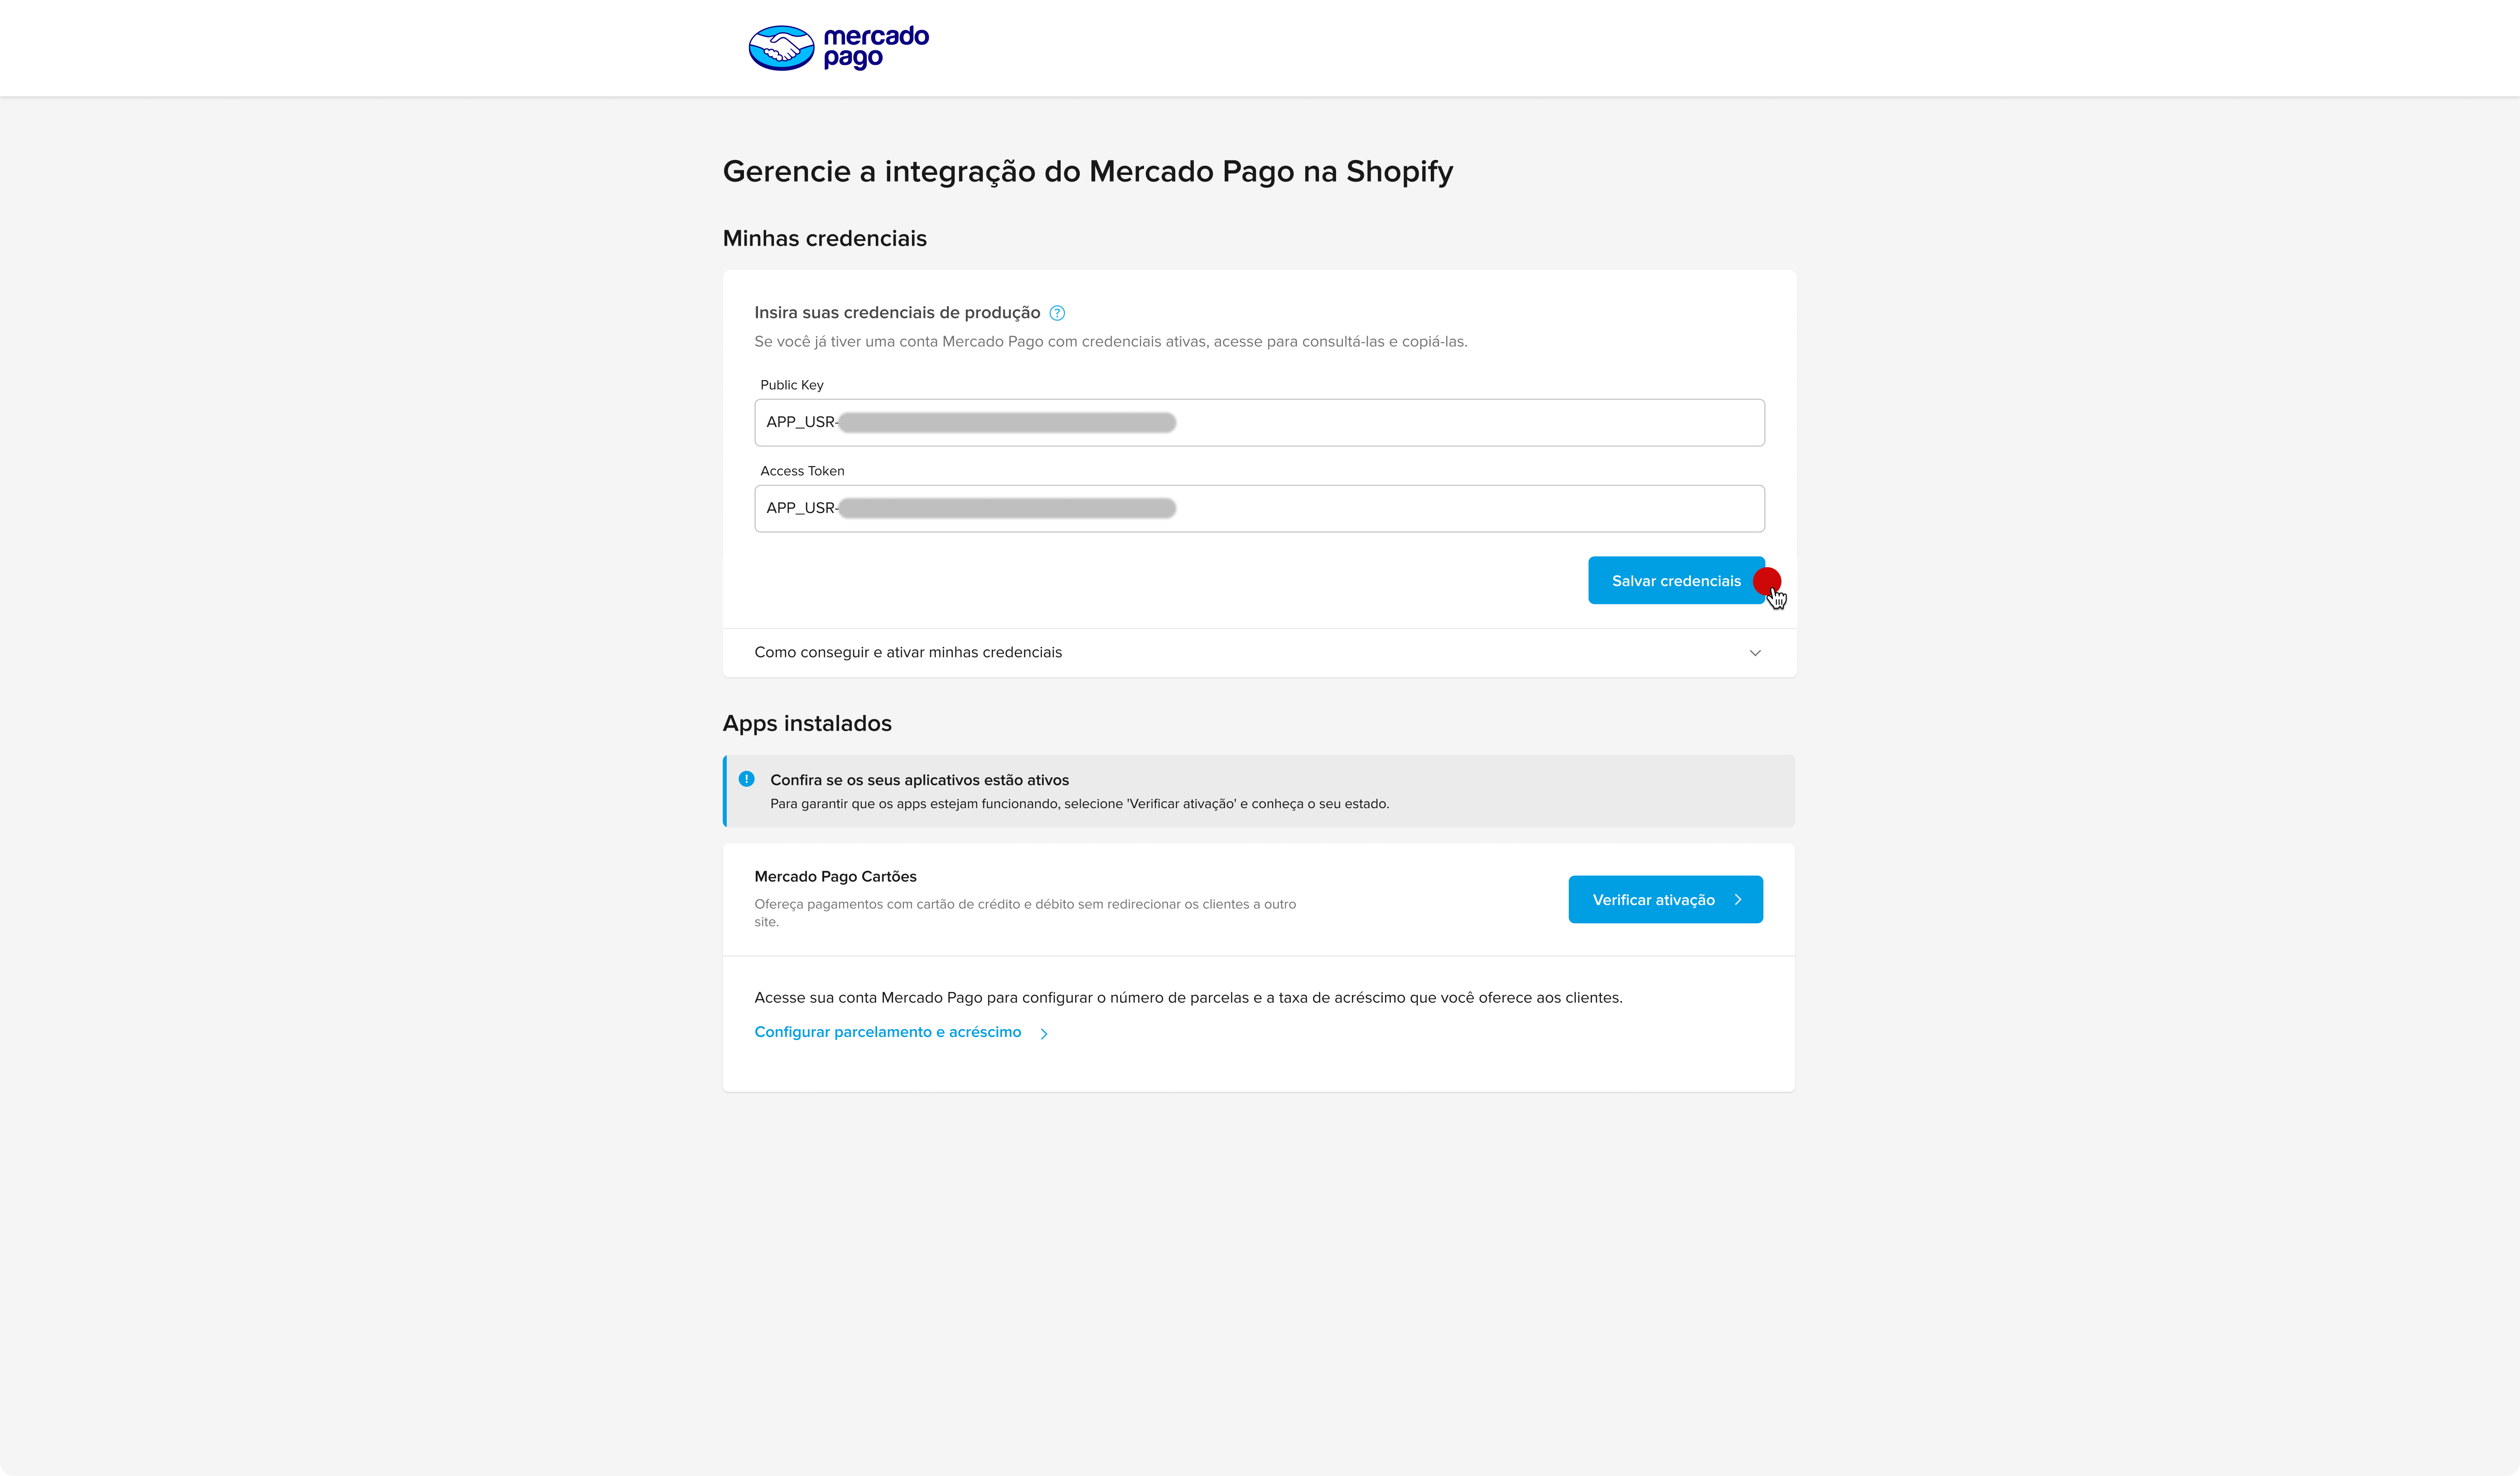 mercado
pago
Gerencie a integração do Mercado Pago na Shopify
Minhas credenciais
Insira suas credenciais de produção ?
Se você já tiver uma conta Mercado Pago com credenciais ativas, acesse para consultá-las e copiá-las.
Public Key
APP_USR-
Access Token
APP_USR-
Salvar credenciais
Como conseguir e ativar minhas credenciais
Apps instalados
Confira se os seus aplicativos estão ativos
Para garantir que os apps estejam funcionando, selecione 'Verificar ativação' e conheça o seu estado.
Mercado Pago Cartões
Ofereça pagamentos com cartão de crédito e débito sem redirecionar os clientes a outro
site.
Verificar ativação
Acesse sua conta Mercado Pago para configurar o número de parcelas e a taxa de acréscimo que você oferece aos clientes.
Configurar parcelamento e acréscimo